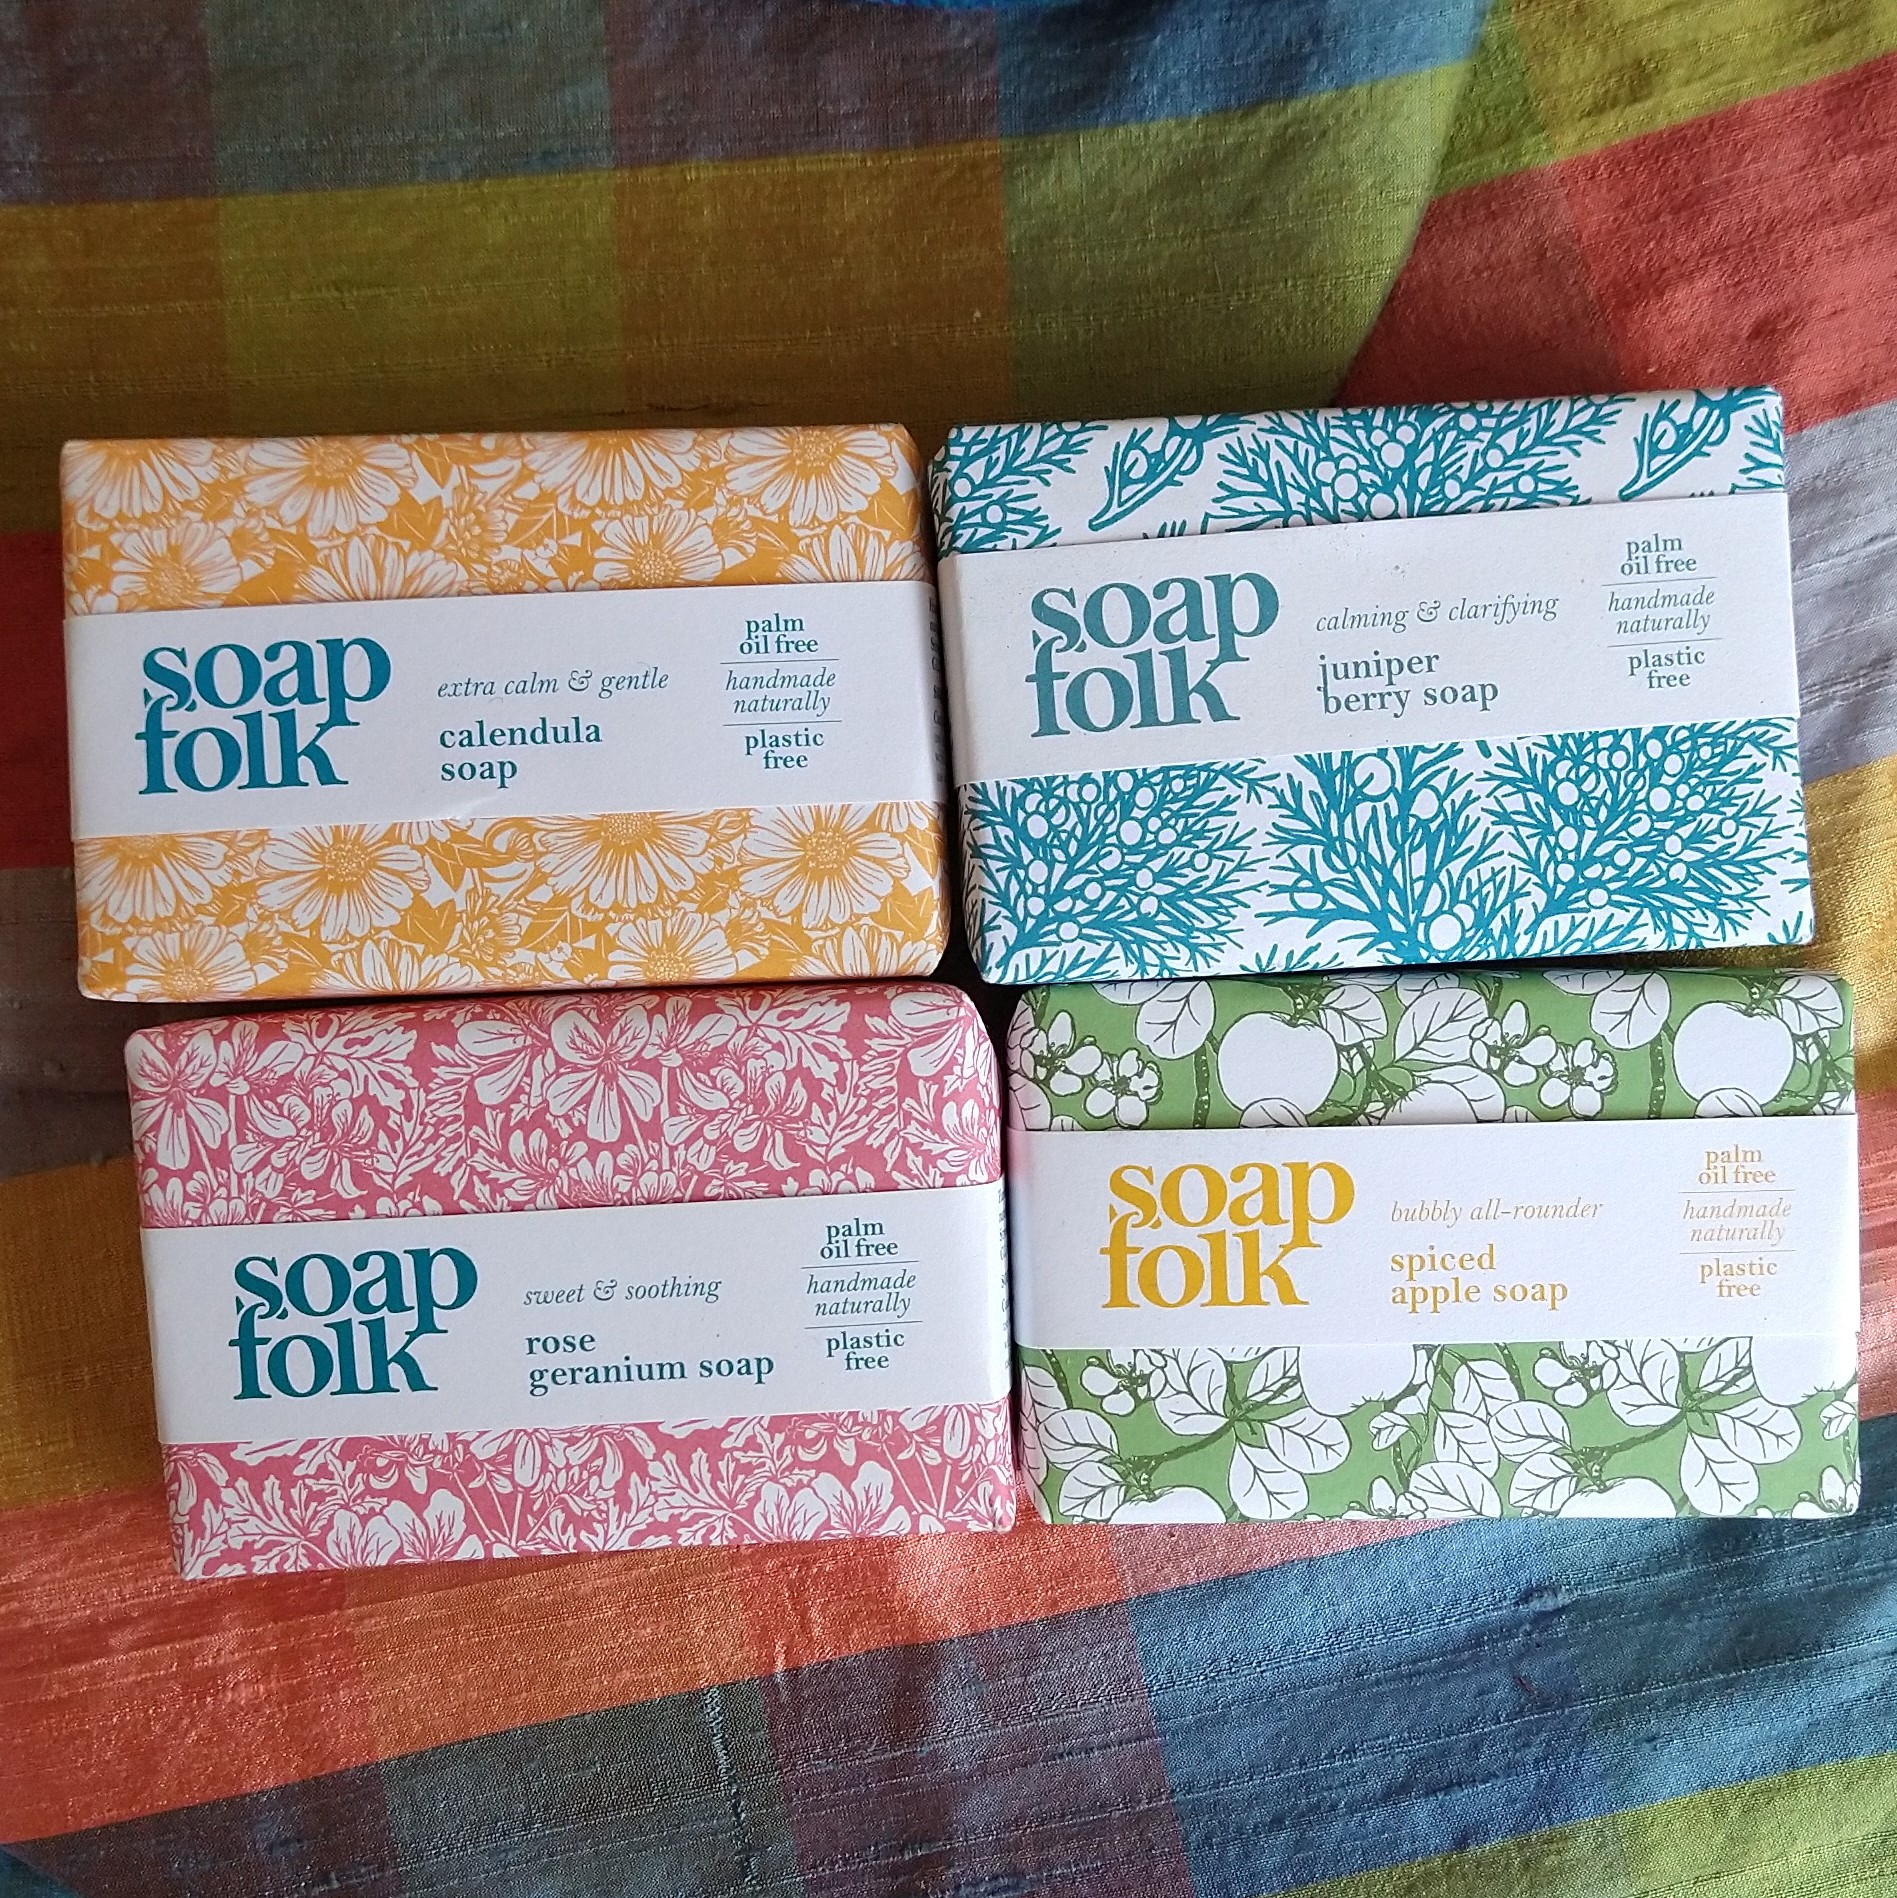 soap
folk
extra calm & gentle
calendula
soap
palm
oil free
handmade
naturally
plastic
free
soap
folk
calming & clarifying
juniper
berry soap
palm
oil free
handmade
naturally
plastic
free
soap
folk
sweet & soothing
rose
geranium soap
palm
oil free
handmade
naturally
plastic
free
soap
folk
bubbly all-rounder
spiced
apple soap
palm
oil free
handmade
naturally
plastic
free